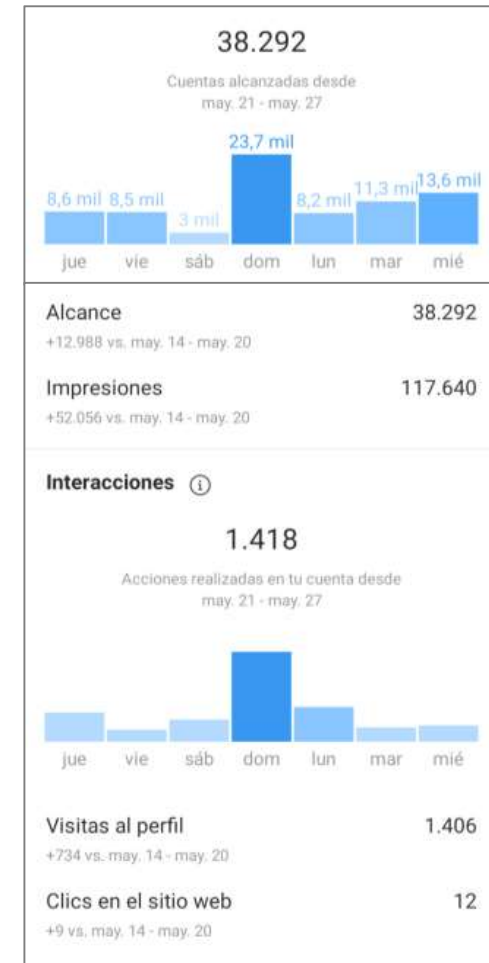 38.292
Cuentas alcanzadas desde
may. 21 - may. 27
8,6 mil 8,5 mil 3 mil 23,7 mil 8,2 mil 11,3 mil 13,6 mil
jue vie sáb dom lun mar mié
Alcance 38.292
+12.988 vs. may. 14 - may. 20
Impresiones 117.640
+52.056 vs. may. 14 - may. 20
Interacciones
1.418
Acciones realizadas en tu cuenta desde
may. 21 - may. 27
jue vie sáb dom lun mar mié
Visitas al perfil 1.406
+734 vs. may. 14 - may. 20
Clics en el sitio web 12
+9 vs. may. 14 - may. 20